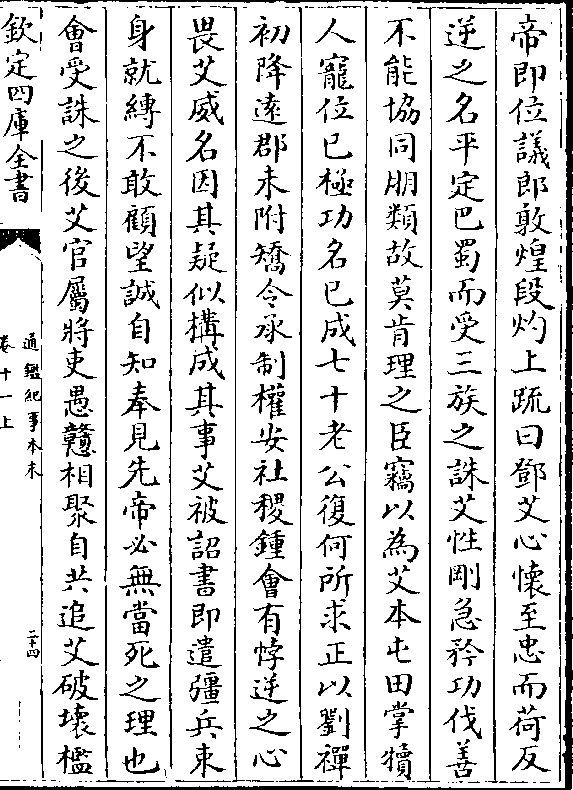 帝即位議郎敦煌段灼上䟽曰鄧艾心懷至忠而荷反
逆之名平定巴蜀而受三族之誅艾性剛急矜功伐善
不能協同朋類故莫肯理之臣竊以為艾本屯田掌犢
人寵位已極功名已成七十老公復何所求正以劉禪
初降逺郡未附矯令承制權安社稷鍾會有悖逆之心
畏艾威名因其疑似構成其事艾被詔書即遣彊兵束
身就縛不敢顧望誠自知奉見先帝必無當死之理也
會受誅之後艾官屬將吏愚戇相聚自共追艾破壞檻
欽定四庫全書
通鑑紀事本末
卷十一上
二十四